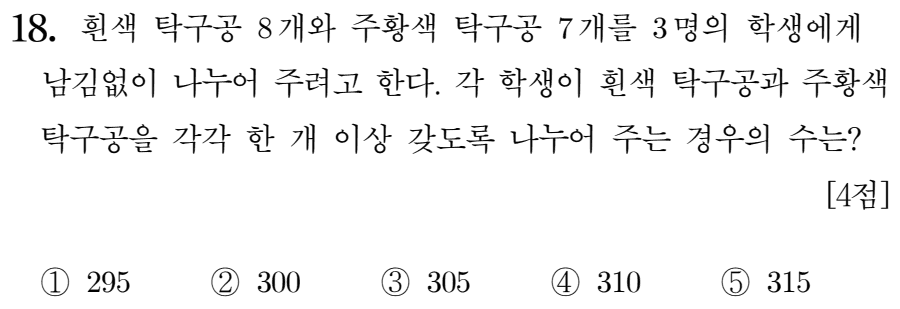 18. 흰색 탁구공 8개와 주황색 탁구공 7개를 3명의 학생에게
남김없이 나누어 주려고 한다. 각 학생이 흰색 탁구공과 주황색
탁구공을 각각 한 개 이상 갖도록 나누어 주는 경우의 수는?
[4점]
① 295 ② 300 ③ 305 ④ 310 ⑤ 315